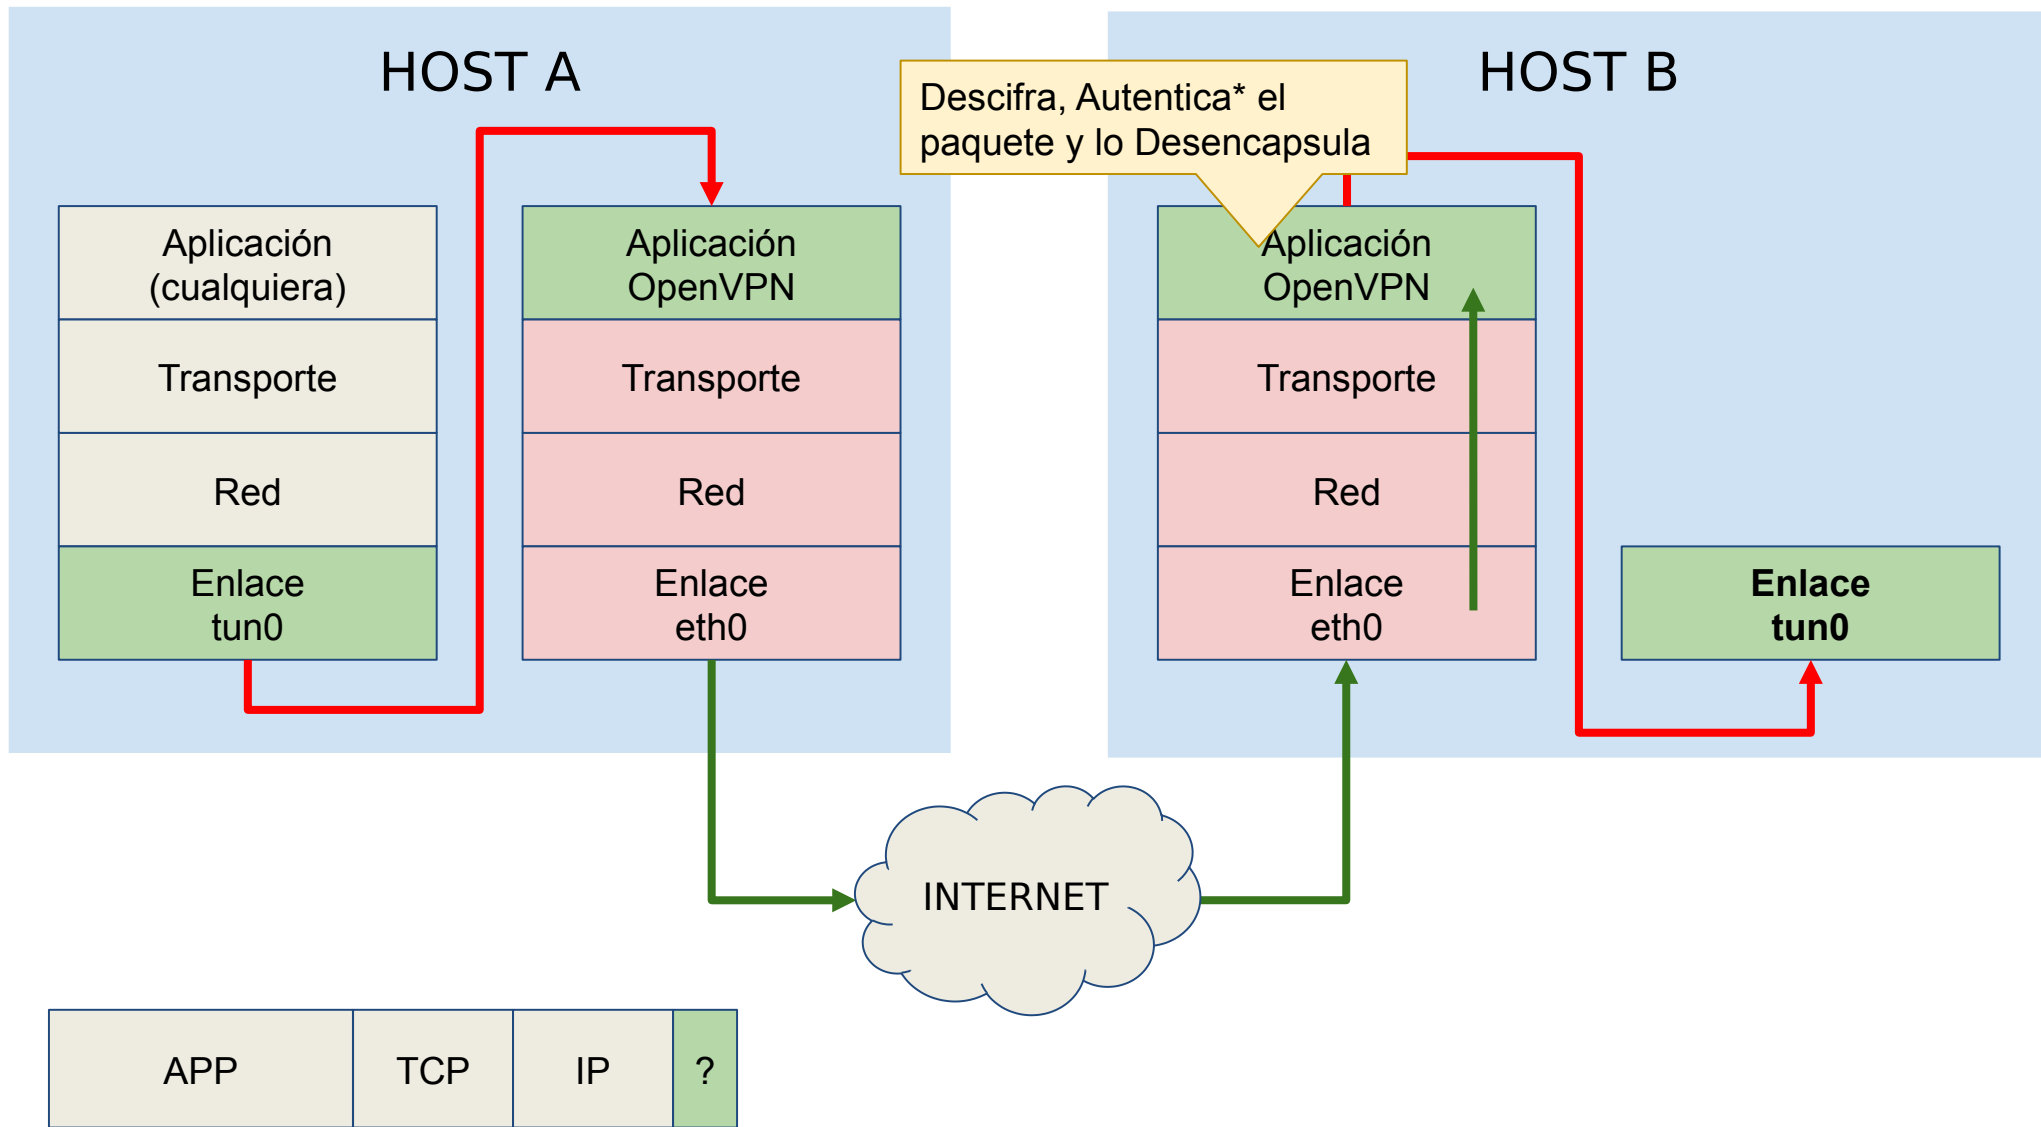 HOST A
HOST B
Descifra, Autentica* el
paquete y lo Desencapsula
Aplicación
(cualquiera)
Transporte
Red
Enlace
tun0
Aplicación
OpenVPN
Transporte
Red
Enlace
eth0
Aplicación
OpenVPN
Transporte
Red
Enlace
eth0
Enlace
tun0
INTERNET
APP
TCP
IP
?